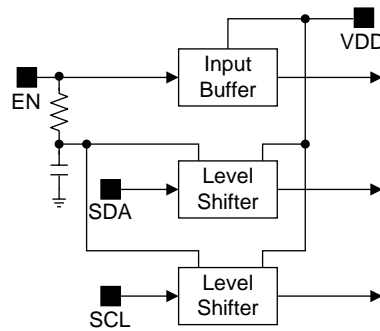 VDD
Input
Buffer
EN
Level
Shifter
SDA
Level
Shifter
SCL